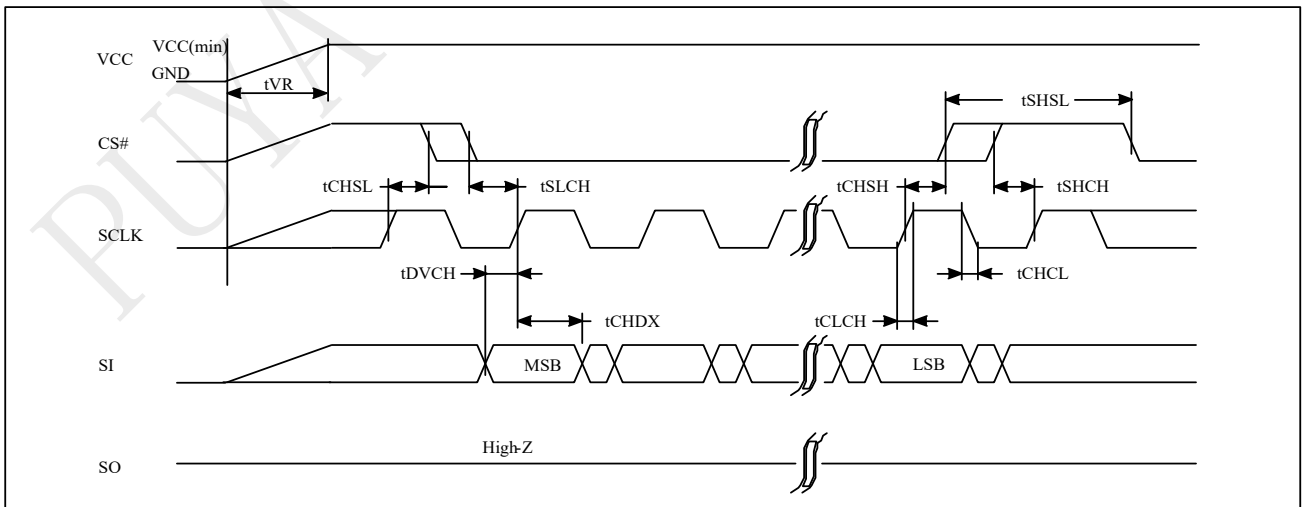 PUYA
VCC
VCC(min)
GND
tVR
tSHSL
CS#
tCHSL
tSLCH
tCHSH
tSHCH
SCLK
tDVCH
tCHCL
tCHDX
tCLCH
SI
MSB
LSB
High-Z
SO